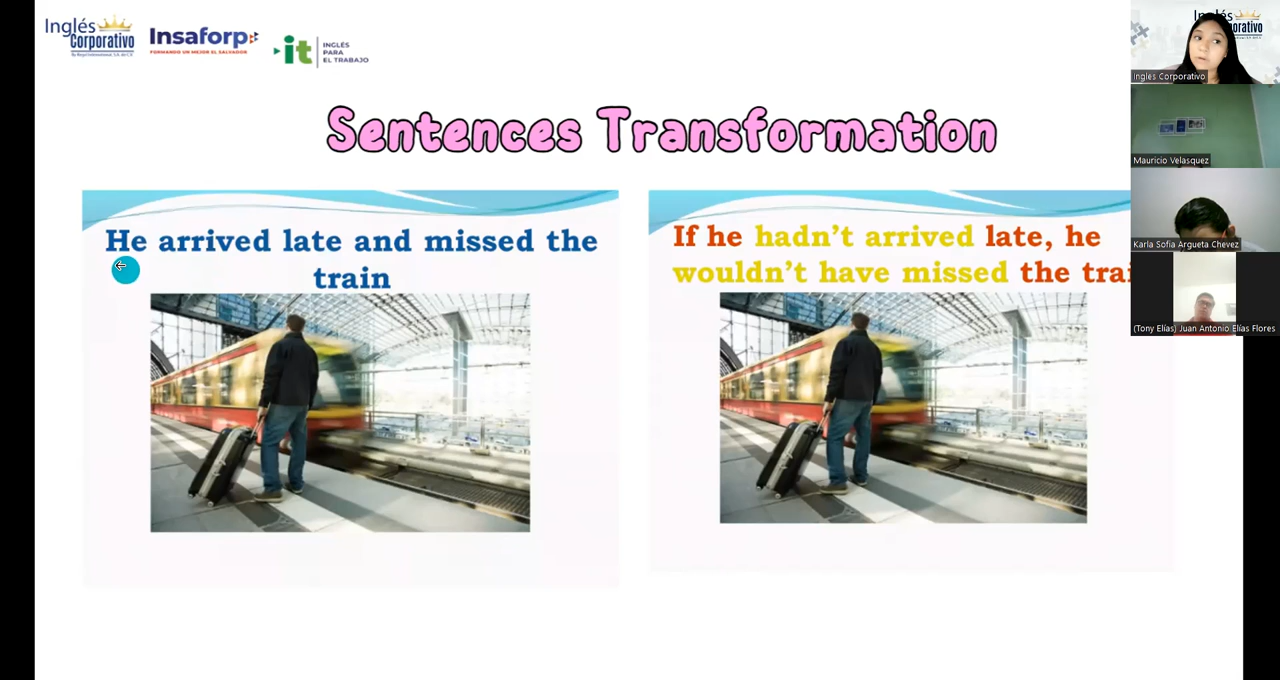 Inglés
Corporativo
Insaforp
FORMANDO UN MEJOR EL SALVADOR
it
INGLÉS
PARA
EL TRABAJO
Sentences Transformation
He arrived late and missed the
train
If he hadn't arrived late, he
wouldn't have missed the trai
Inglés
Ingles Corporativo
Mauricio Velasquez
Karla Sofia Argueta Chevez
(Tony Elías) Juan Antonio Elías Flores